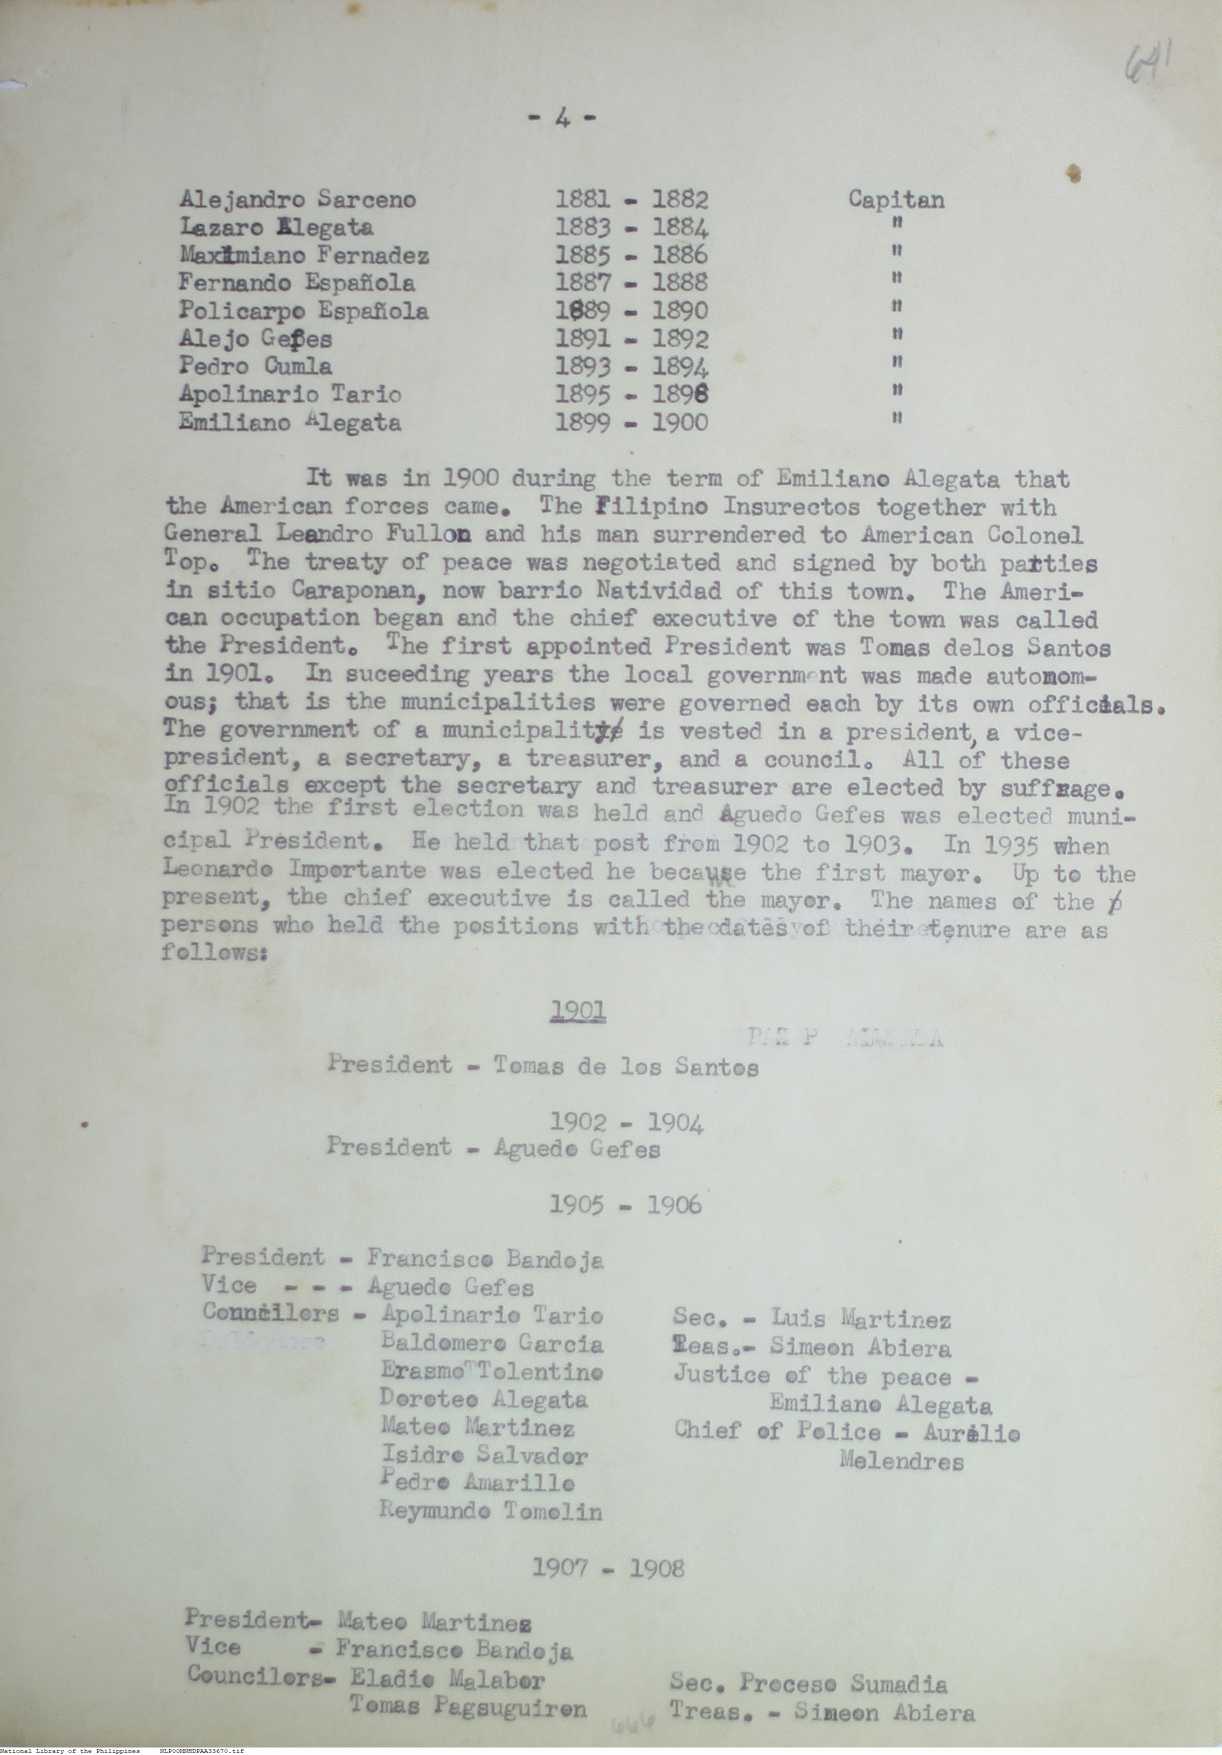 641
- 4 -
Alejandro Sarceno 1881 - 1882 Capitan
Lazaro Alegata 1883 - 1884 "
Maximiano Fernadez 1885 - 1886 "
Fernando Española 1887 - 1888 "
Policarpo Española 1889 - 1890 "
Alejo Gefes 1891 - 1892 "
Pedro Cumla 1893 - 1894 "
Apolinario Tario 1895 - 1898 "
Emiliano Alegata 1899 - 1900 "
It was in 1900 during the term of Emiliano Alegata that
the American forces came. The Filipino Insurectos together with
General Leandro Fullon and his man surrendered to American Colonel
Top. The treaty of peace was negotiated and signed by both patties
in sitio Caraponan, now barrio Natividad of this town. The Ameri-
can occupation began and the chief executive of the town was called
the President. The first appointed President was Tomas delos Santos
in 1901. In suceeding years the local government was made automom-
ous; that is the municipalities were governed each by its own officials.
The government of a municipality is vested in a president, a vice-
president, a secretary, a treasurer, and a council. All of these
officials except the secretary and treasurer are elected by suffrage.
In 1902 the first election was held and Aguedo Gefes was elected muni-
cipal President. He held that post from 1902 to 1903. In 1935 when
Leonardo Importante was elected he became the first mayor. Up to the
present, the chief executive is called the mayor. The names of the
persons who held the positions with the dates of their tenure are as
follows:
1901
President - Tomas de los Santos
1902 - 1904
President - Aguedo Gefes
1905 - 1906
President - Francisco Bandoja
Vice - - - Aguedo Gefes
Councilors - Apolinario Tario Sec. - Luis Martinez
Baldomero Garcia Teas.- Simeon Abiera
Erasmo Tolentino Justice of the peace -
Doroteo Alegata Emiliano Alegata
Mateo Martinez Chief of Police - Aurelio
Isidro Salvador Melendres
Pedro Amarillo
Reymundo Tomolin
1907 - 1908
President- Mateo Martinez
Vice - Francisco Bandoja
Councilors- Eladio Malabor Sec. Proceso Sumadia
Tomas Pagsuguiron Treas. - Simeon Abiera
666
National Library of the Philippines NLPOOMNHDPAA33670.tif